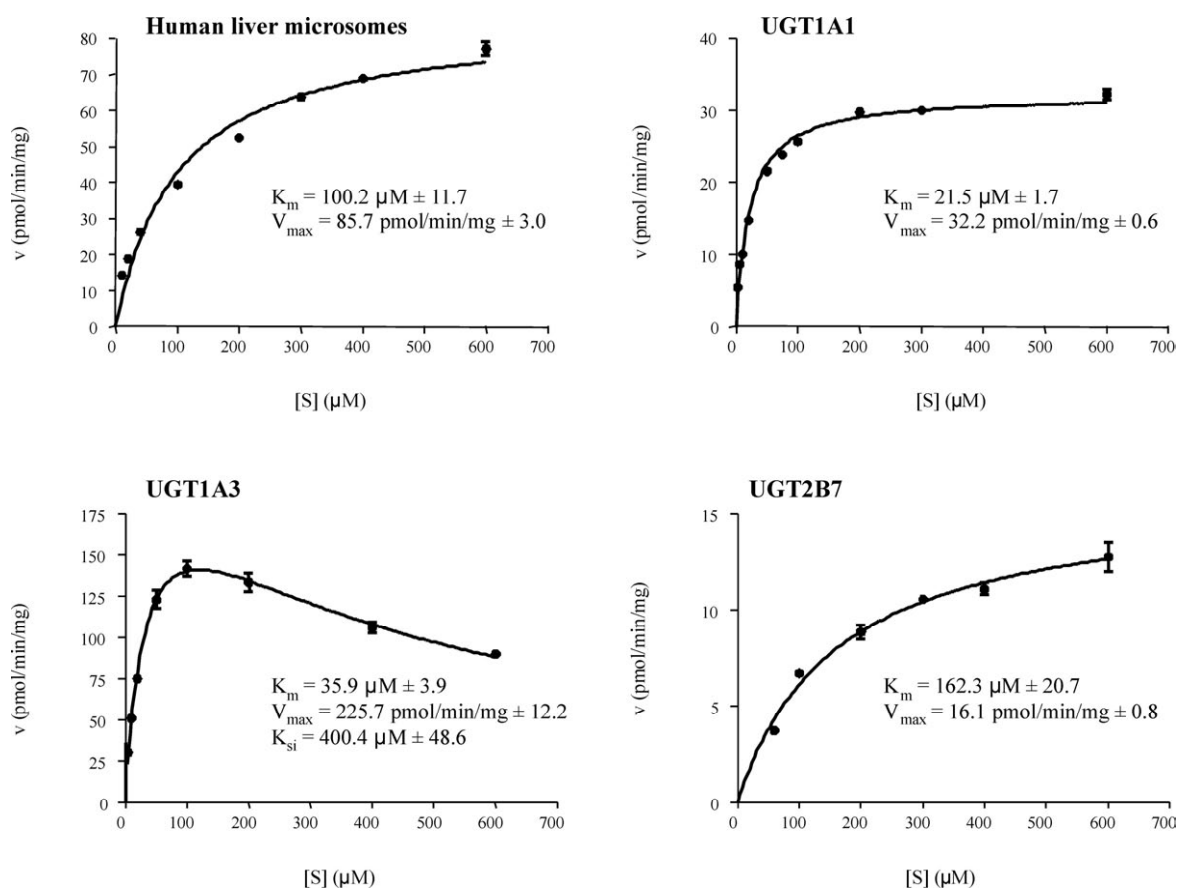 Human liver microsomes
80
70
60
50
40
30
20
10
0
v (pmol/min/mg)
Km = 100.2 µM ± 11.7
Vmax = 85.7 pmol/min/mg ± 3.0
0 100 200 300 400 500 600 700
[S] (µM)
UGT1A1
40
30
20
10
0
v (pmol/min/mg)
Km = 21.5 µM ± 1.7
Vmax = 32.2 pmol/min/mg ± 0.6
0 100 200 300 400 500 600 700
[S] (µM)
UGT1A3
175
150
125
100
75
50
25
0
v (pmol/min/mg)
Km = 35.9 µM ± 3.9
Vmax = 225.7 pmol/min/mg ± 12.2
Ksi = 400.4 µM ± 48.6
0 100 200 300 400 500 600 700
[S] (µM)
UGT2B7
15
10
5
0
v (pmol/min/mg)
Km = 162.3 µM ± 20.7
Vmax = 16.1 pmol/min/mg ± 0.8
0 100 200 300 400 500 600 700
[S] (µM)